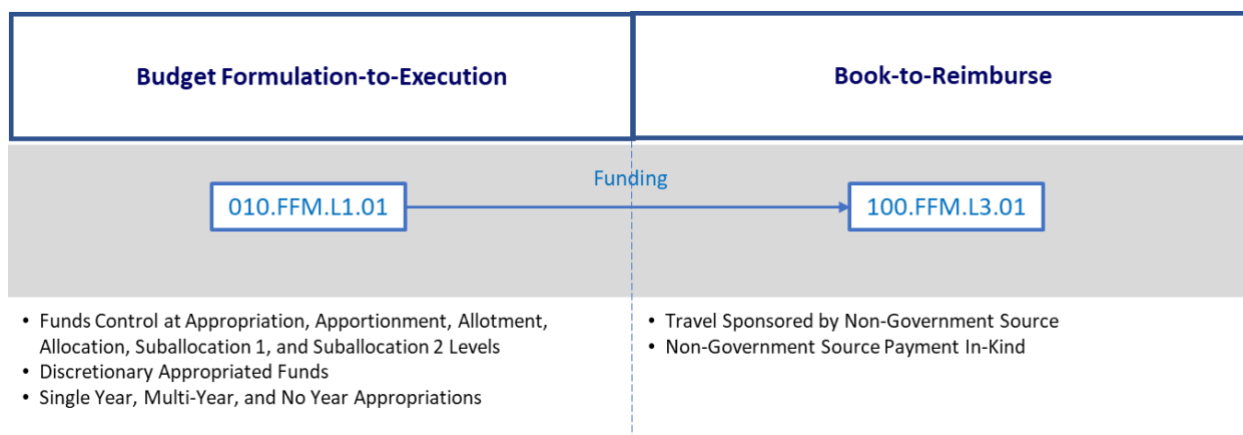 Budget Formulation-to-Execution
Book-to-Reimburse
Funding
010.FFM.L1.01
100.FFM.L3.01
• Funds Control at Appropriation, Apportionment, Allotment,
Allocation, Suballocation 1, and Suballocation 2 Levels
• Discretionary Appropriated Funds
• Single Year, Multi-Year, and No Year Appropriations
• Travel Sponsored by Non-Government Source
• Non-Government Source Payment In-Kind